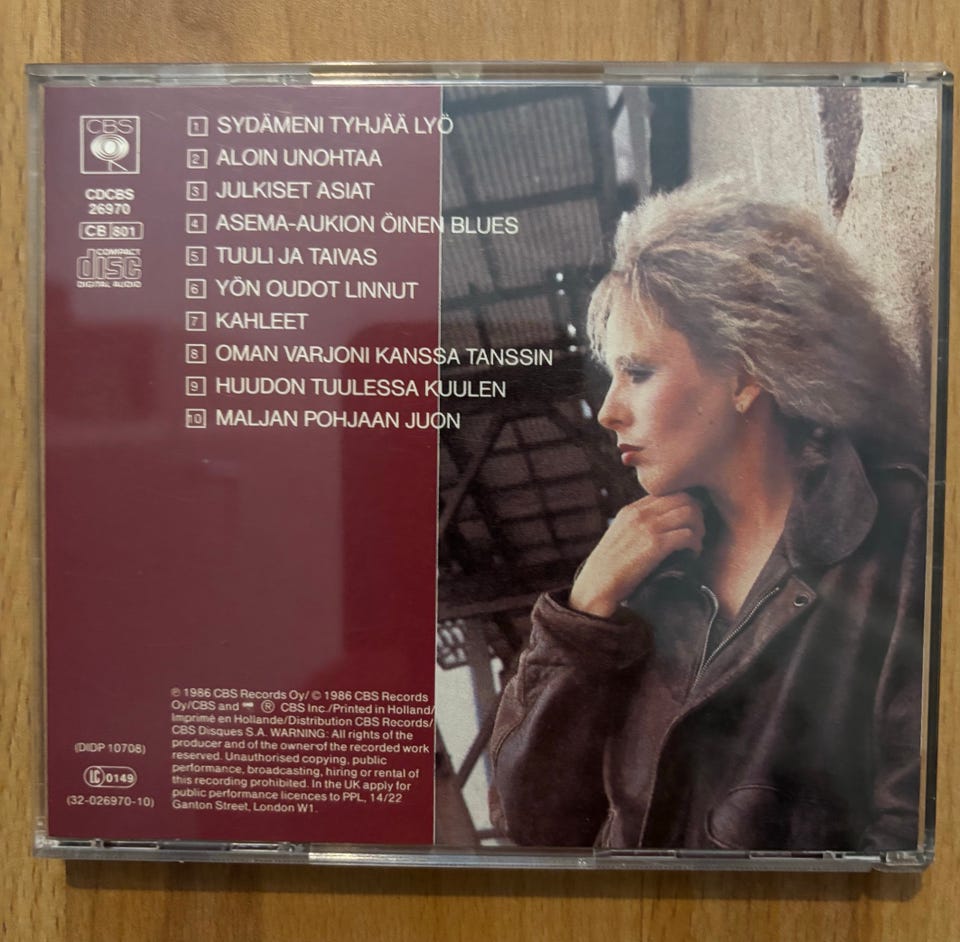 CBS
CDCBS
26970
CB 801
COMPACT
disc
DIGITAL AUDIO
1 SYDÄMENI TYHJÄÄ LYÖ
2 ALOIN UNOHTAA
3 JULKISET ASIAT
4 ASEMA-AUKION ÖINEN BLUES
5 TUULI JA TAIVAS
6 YÖN OUDOT LINNUT
7 KAHLEET
8 OMAN VARJONI KANSSA TANSSIN
9 HUUDON TUULESSA KUULEN
10 MALJAN POHJAAN JUON
℗ 1986 CBS Records Oy/ © 1986 CBS Records
Oy/CBS and ® CBS Inc./Printed in Holland/
Imprimé en Hollande/Distribution CBS Records/
CBS Disques S.A. WARNING: All rights of the
producer and of the owner of the recorded work
reserved. Unauthorised copying, public
performance, broadcasting, hiring or rental of
this recording prohibited. In the UK apply for
public performance licences to PPL, 14/22
Ganton Street, London W1.
(DIDP 10708)
LC 0149
(32-026970-10)